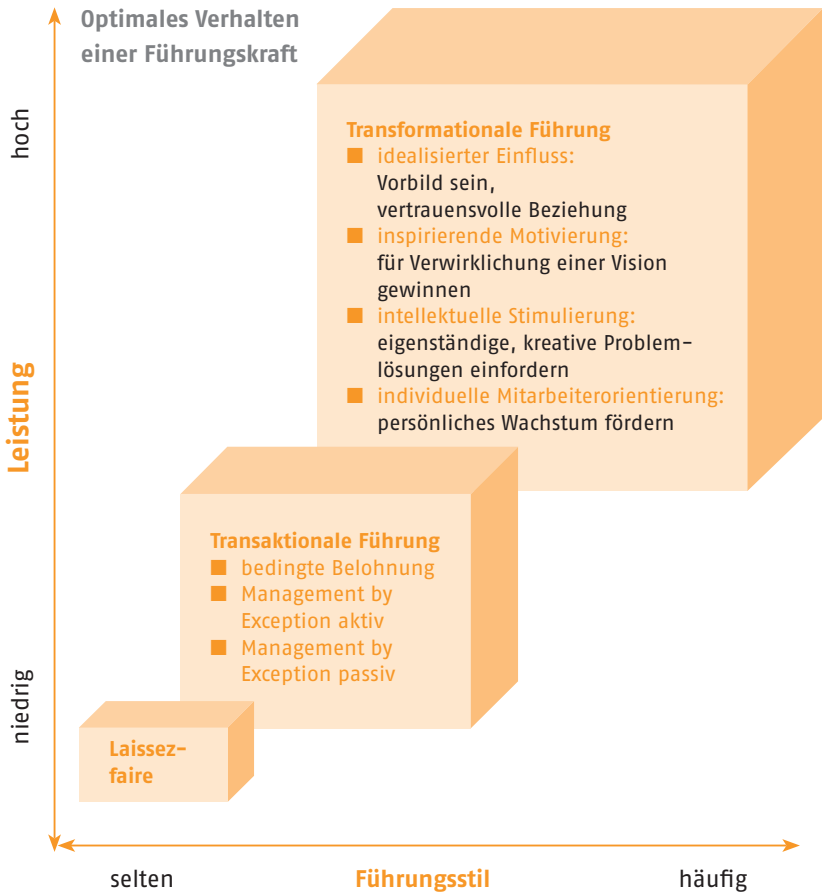 Optimales Verhalten
einer Führungskraft
hoch
Leistung
niedrig
Transformationale Führung
■ idealisierter Einfluss:
Vorbild sein,
vertrauensvolle Beziehung
■ inspirierende Motivierung:
für Verwirklichung einer Vision
gewinnen
■ intellektuelle Stimulierung:
eigenständige, kreative Problem-
lösungen einfordern
■ individuelle Mitarbeiterorientierung:
persönliches Wachstum fördern
Transaktionale Führung
■ bedingte Belohnung
■ Management by
Exception aktiv
■ Management by
Exception passiv
Laissez-
faire
selten Führungsstil häufig